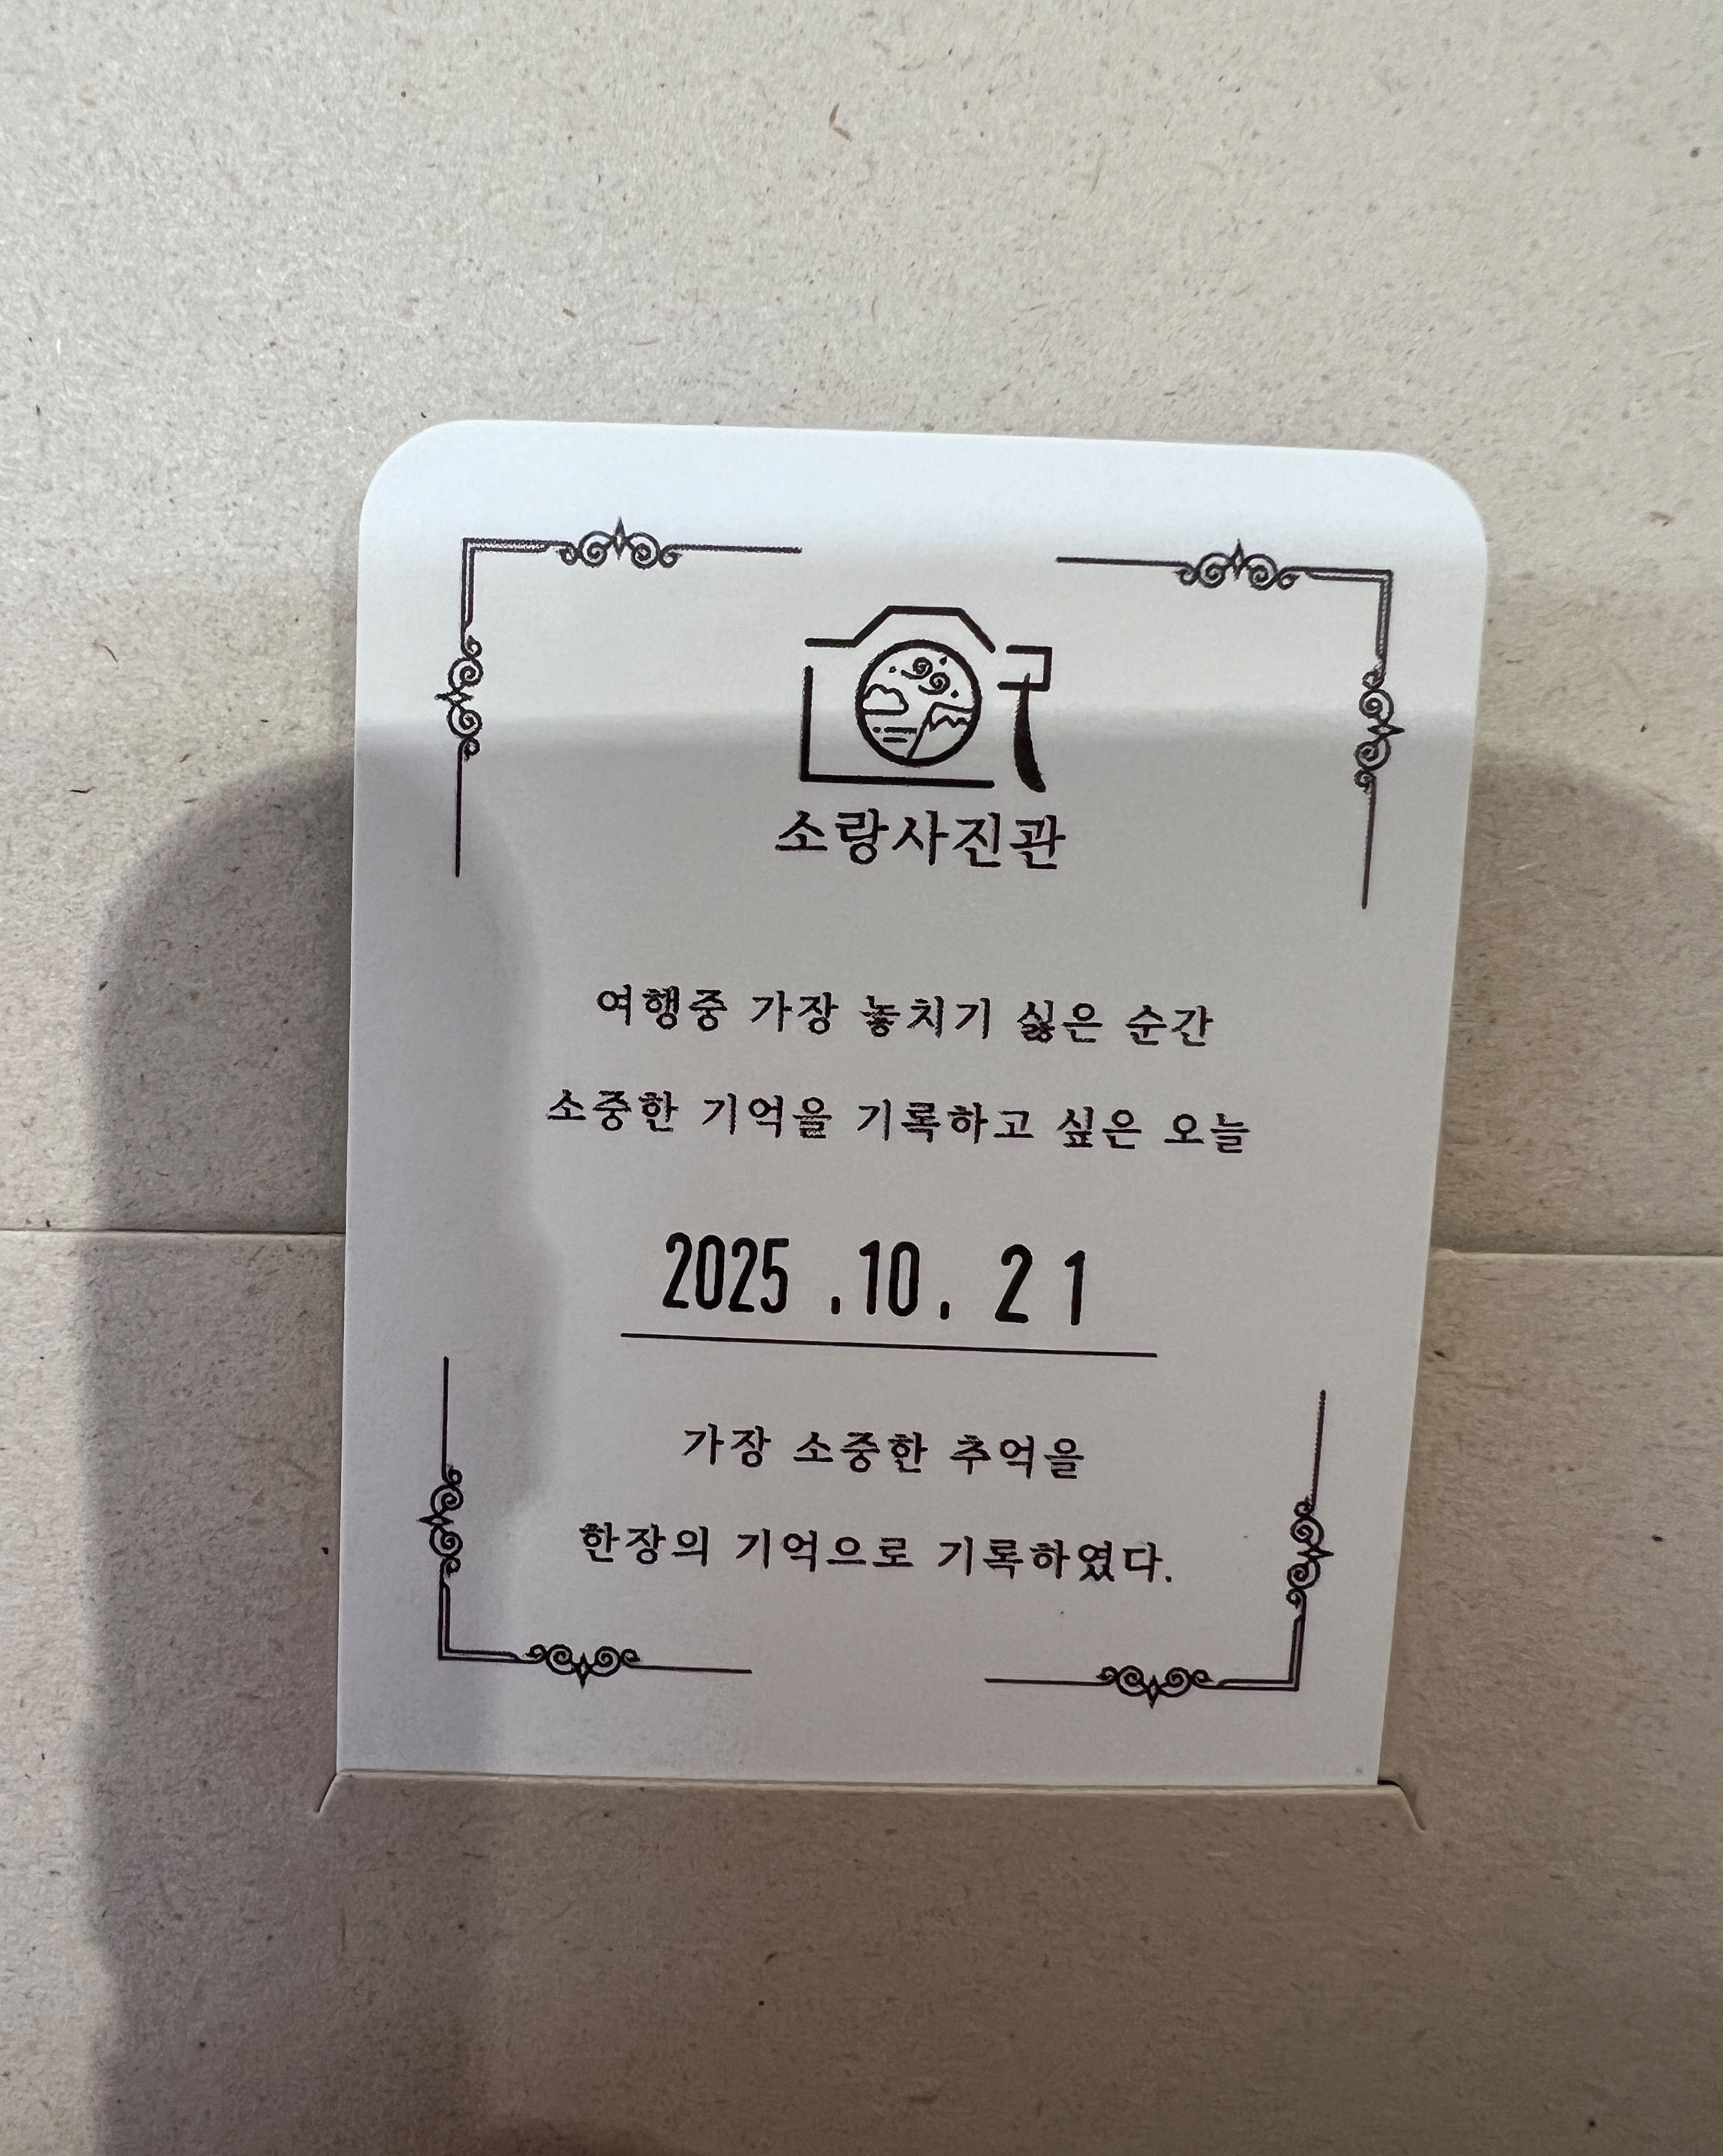 소랑사진관
여행중 가장 놓치기 싫은 순간
소중한 기억을 기록하고 싶은 오늘
2025 .10. 21
가장 소중한 추억을
한장의 기억으로 기록하였다.